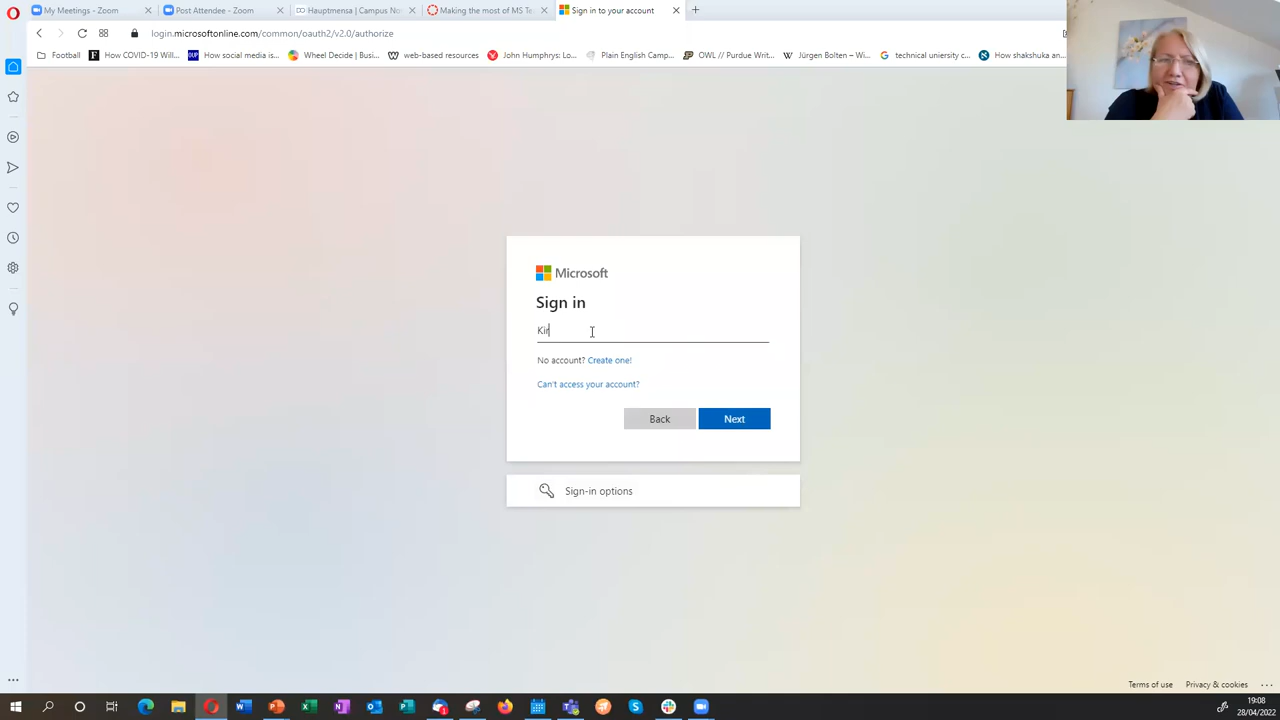 My Meetings - Zoom
Post Attendee - Zoom
Hauptmensa | Campus No
Making the most of MS Te
Sign in to your account
login.microsoftonline.com/common/oauth2/v2.0/authorize
Football
How COVID-19 Will...
How social media is...
Wheel Decide | Busi...
web-based resources
John Humphrys: Lo...
Plain English Camp...
OWL // Purdue Writ...
Jürgen Bolten – Wi...
technical uniersity c...
How shakshuka an...
Microsoft
Sign in
Kir
No account? Create one!
Can't access your account?
Back
Next
Sign-in options
Terms of use
Privacy & cookies
...
19:08
28/04/2022